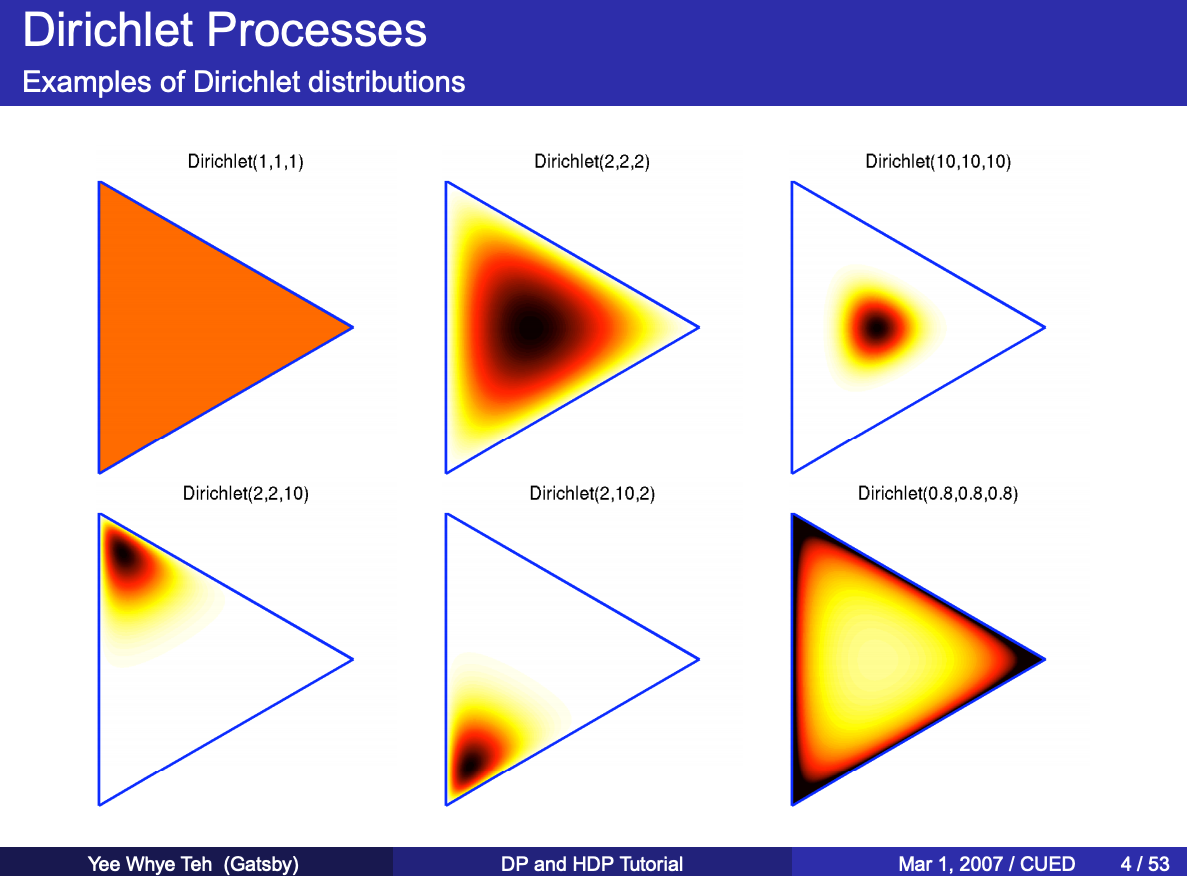 Dirichlet Processes
Examples of Dirichlet distributions
Dirichlet(1,1,1)
Dirichlet(2,2,2)
Dirichlet(10,10,10)
Dirichlet(2,2,10)
Dirichlet(2,10,2)
Dirichlet(0.8,0.8,0.8)
Yee Whye Teh (Gatsby)
DP and HDP Tutorial
Mar 1, 2007 / CUED
4 / 53